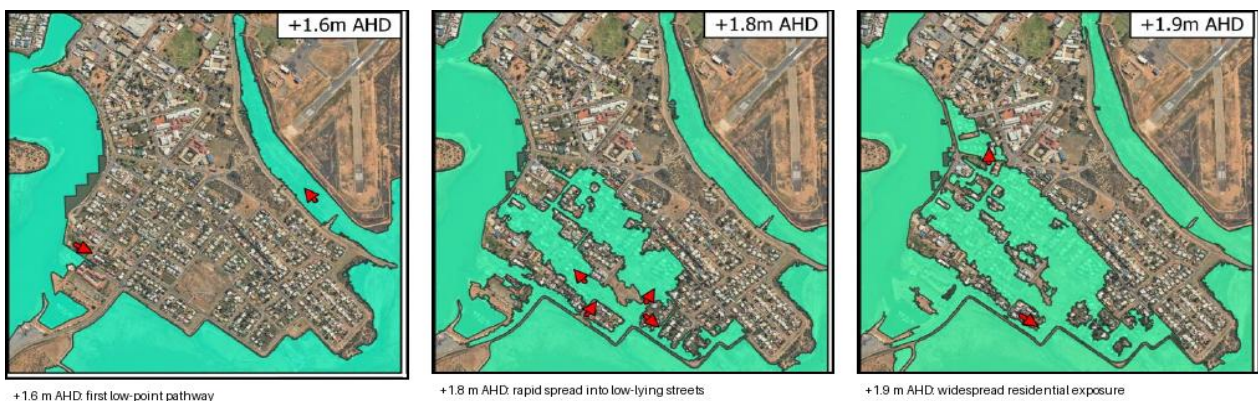 +1.6m AHD
+1.8m AHD
+1.9m AHD
+1.6 m AHD: first low-point pathway
+1.8 m AHD: rapid spread into low-lying streets
+1.9 m AHD: widespread residential exposure